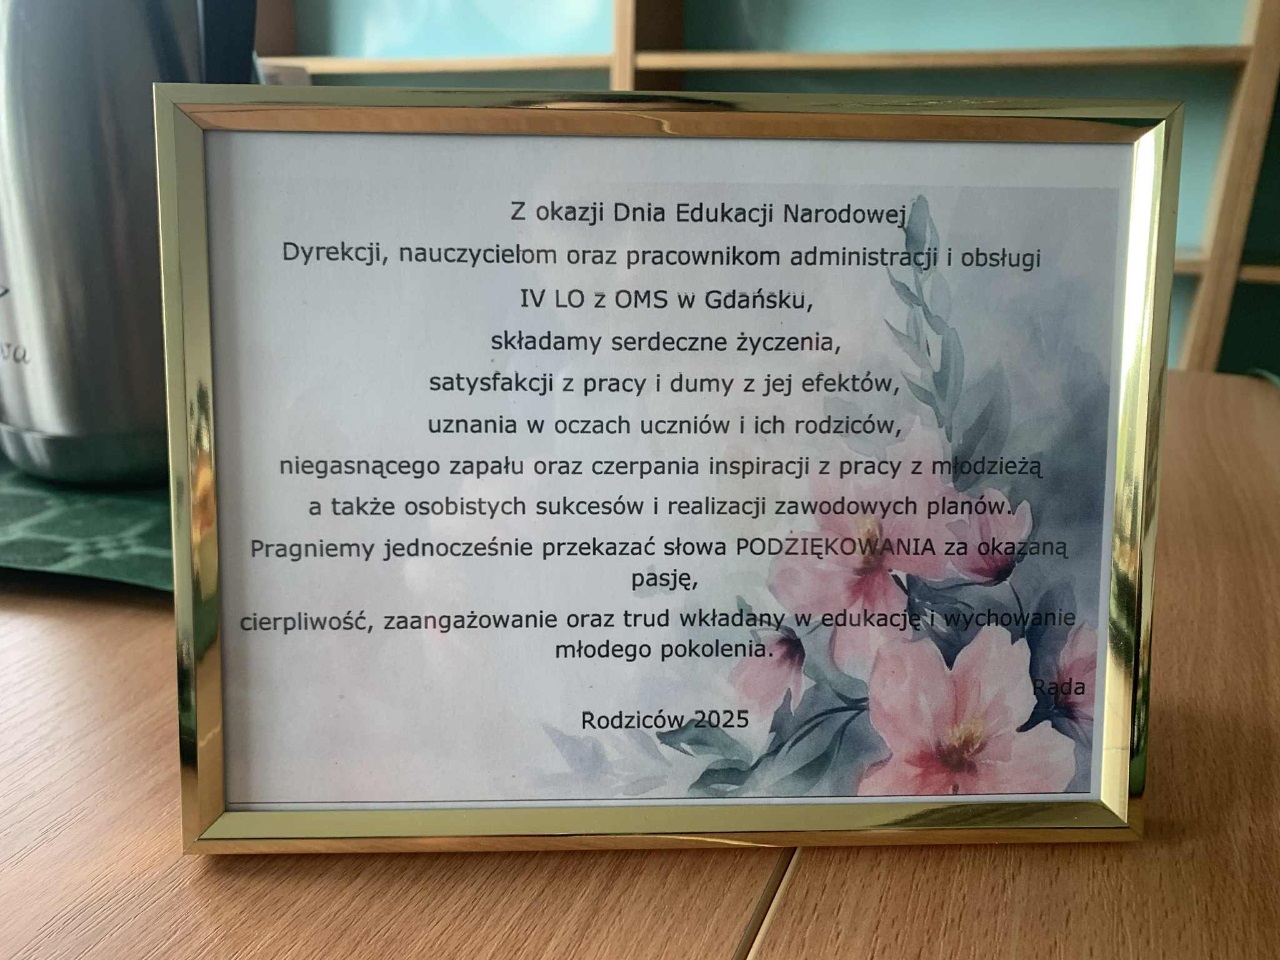 Z okazji Dnia Edukacji Narodowej
Dyrekcji, nauczycielom oraz pracownikom administracji i obsługi
IV LO z OMS w Gdańsku,
składamy serdeczne życzenia,
satysfakcji z pracy i dumy z jej efektów,
uznania w oczach uczniów i ich rodziców,
niegasnącego zapału oraz czerpania inspiracji z pracy z młodzieżą
a także osobistych sukcesów i realizacji zawodowych planów.
Pragniemy jednocześnie przekazać słowa PODZIĘKOWANIA za okazaną
pasję,
cierpliwość, zaangażowanie oraz trud wkładany w edukację i wychowanie
młodego pokolenia.
Rada
Rodziców 2025